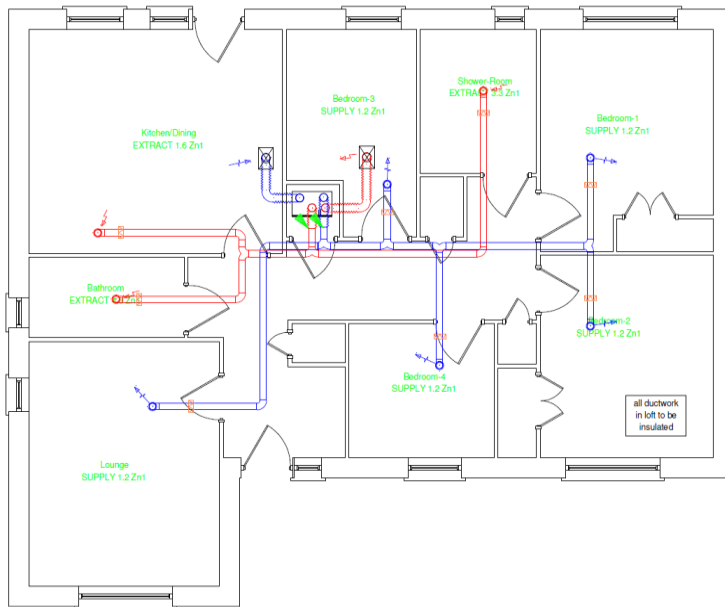 Shower-Room
EXTRACT 3.3 Zn1
Bedroom-3
SUPPLY 1.2 Zn1
Bedroom-1
SUPPLY 1.2 Zn1
Kitchen/Dining
EXTRACT 1.6 Zn1
Bathroom
EXTRACT Zn1
Bedroom-2
SUPPLY 1.2 Zn1
Bedroom-4
SUPPLY 1.2 Zn1
all ductwork
in loft to be
insulated
Lounge
SUPPLY 1.2 Zn1